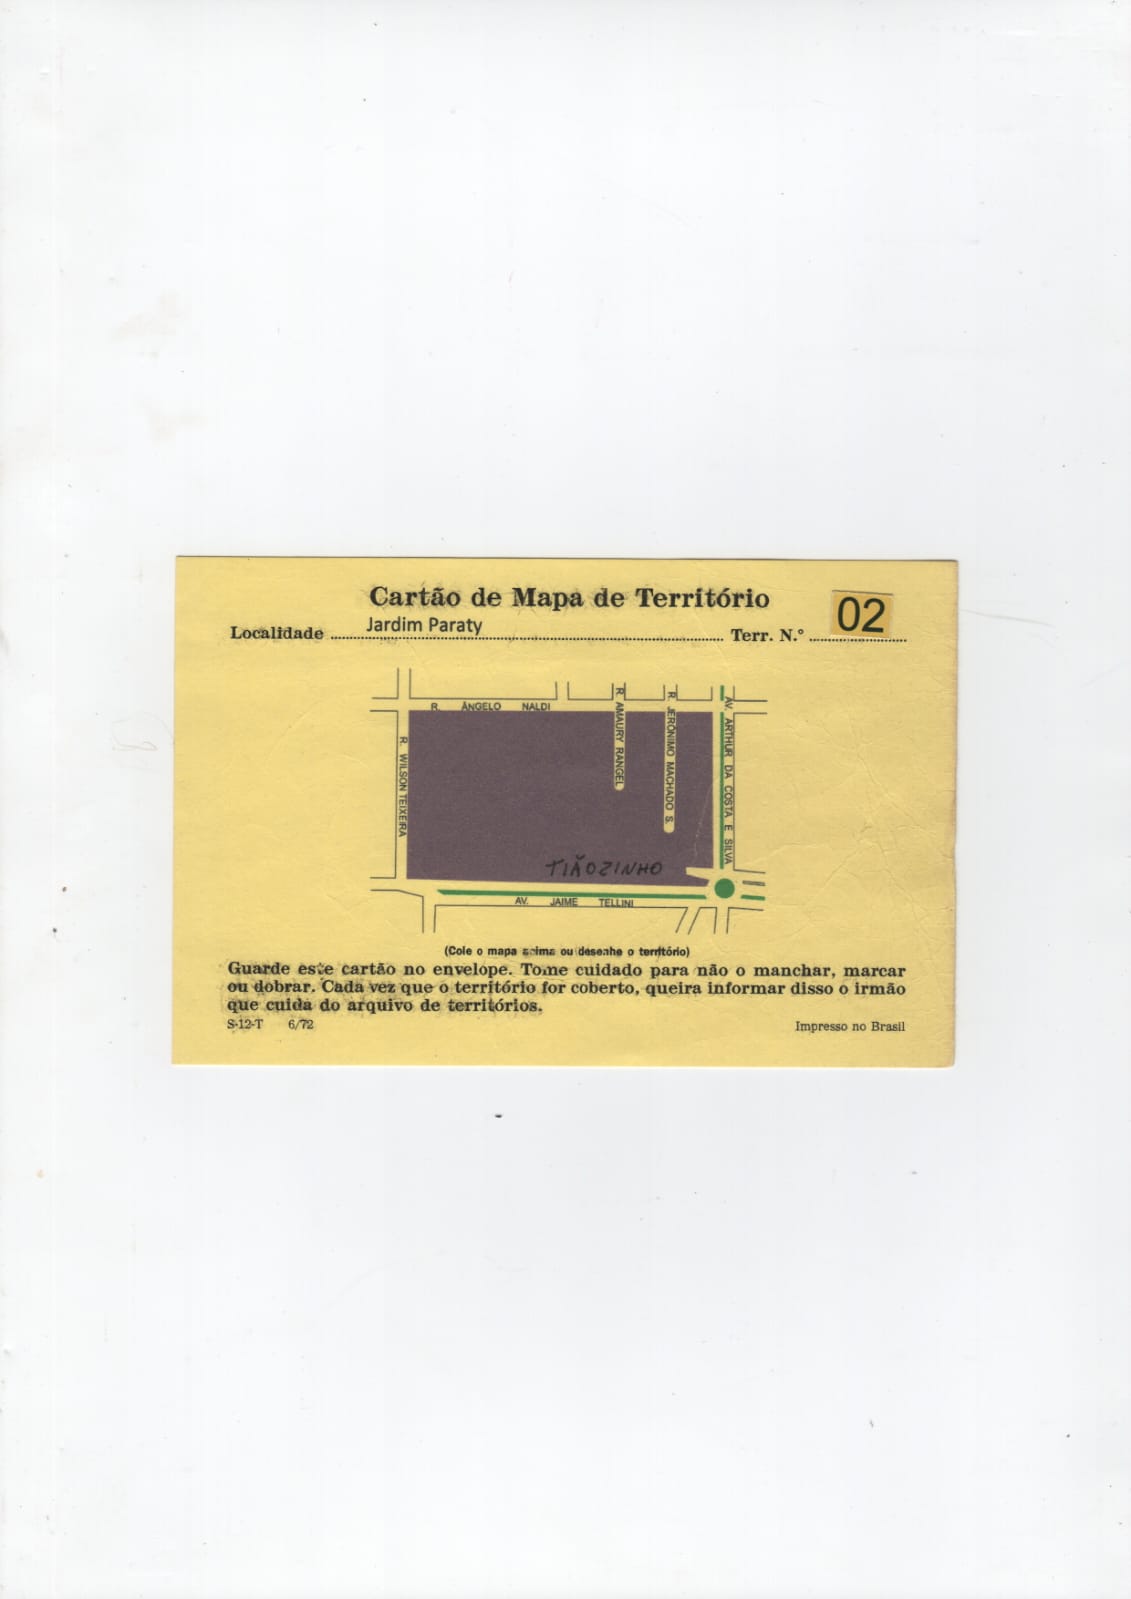 Cartão de Mapa de Território
02
Localidade Jardim Paraty Terr. N.º
R. ÂNGELO NALDI
R. AMAURY RANGEL
R. JERÔNIMO MACHADO S.
AV. ARTHUR DA COSTA E SILVA
R. WILSON TEIXEIRA
TIÃOZINHO
AV. JAIME TELLINI
(Cole o mapa acima ou desenhe o território)
Guarde este cartão no envelope. Tome cuidado para não o manchar, marcar
ou dobrar. Cada vez que o território for coberto, queira informar disso o irmão
que cuida do arquivo de territórios.
S-12-T 6/72 Impresso no Brasil